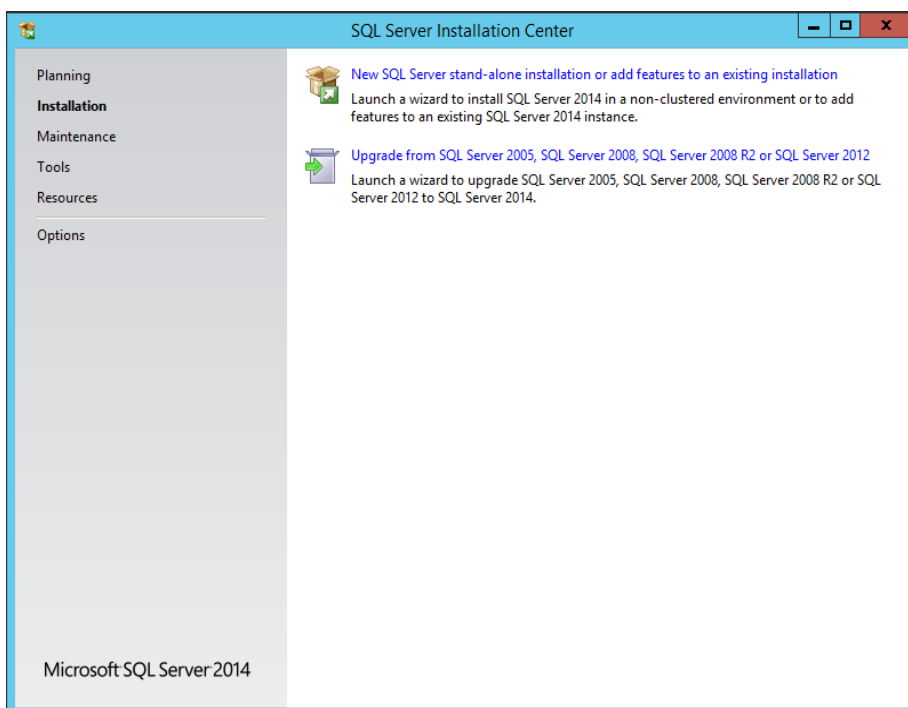 SQL Server Installation Center
Planning
Installation
Maintenance
Tools
Resources
Options
New SQL Server stand-alone installation or add features to an existing installation
Launch a wizard to install SQL Server 2014 in a non-clustered environment or to add
features to an existing SQL Server 2014 instance.
Upgrade from SQL Server 2005, SQL Server 2008, SQL Server 2008 R2 or SQL Server 2012
Launch a wizard to upgrade SQL Server 2005, SQL Server 2008, SQL Server 2008 R2 or SQL
Server 2012 to SQL Server 2014.
Microsoft SQL Server 2014